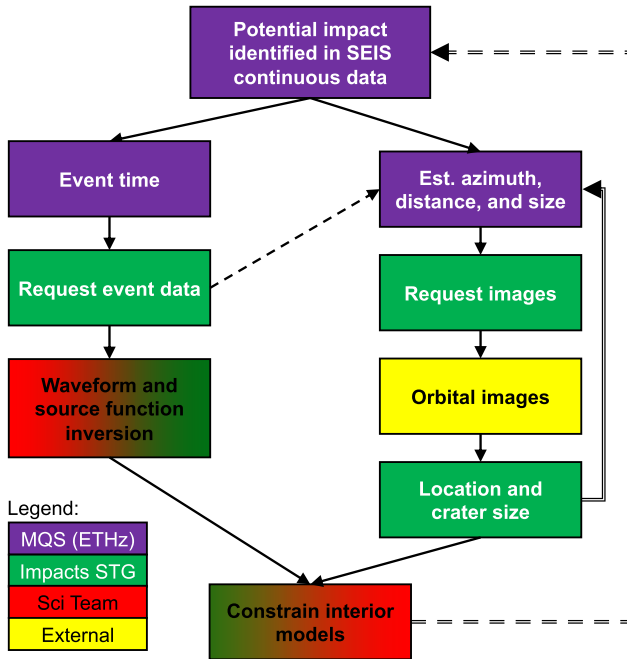 Potential impact
identified in SEIS
continuous data
Event time
Est. azimuth,
distance, and size
Request event data
Request images
Waveform and
source function
inversion
Orbital images
Location and
crater size
Legend:
MQS (ETHz)
Impacts STG
Sci Team
External
Constrain interior
models